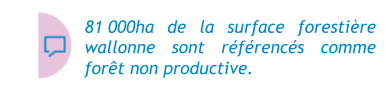 81 000ha de la surface forestière
wallonne sont référencés comme
forêt non productive.